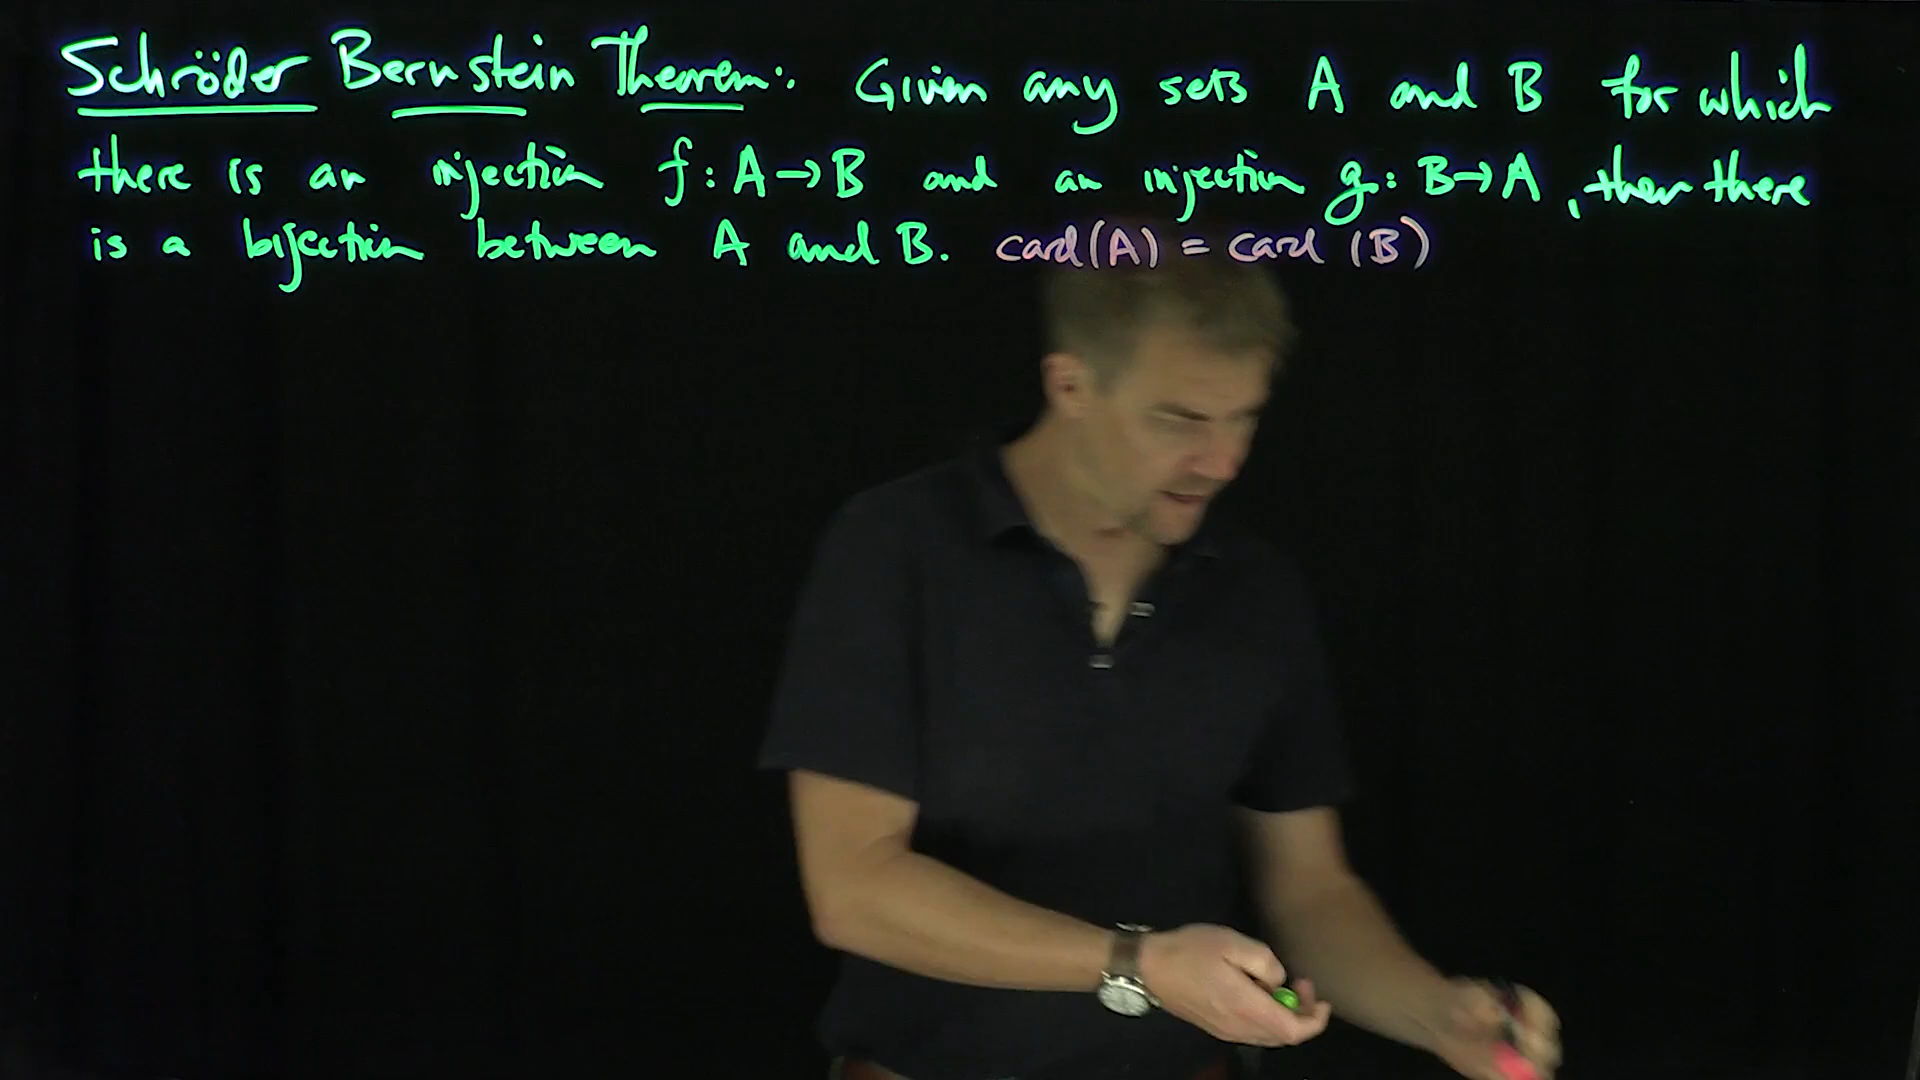 Schröder Bernstein Theorem: Given any sets A and B for which
there is an injection f: A→B and an injection g: B→A, then there
is a bijection between A and B. card(A) = card (B)